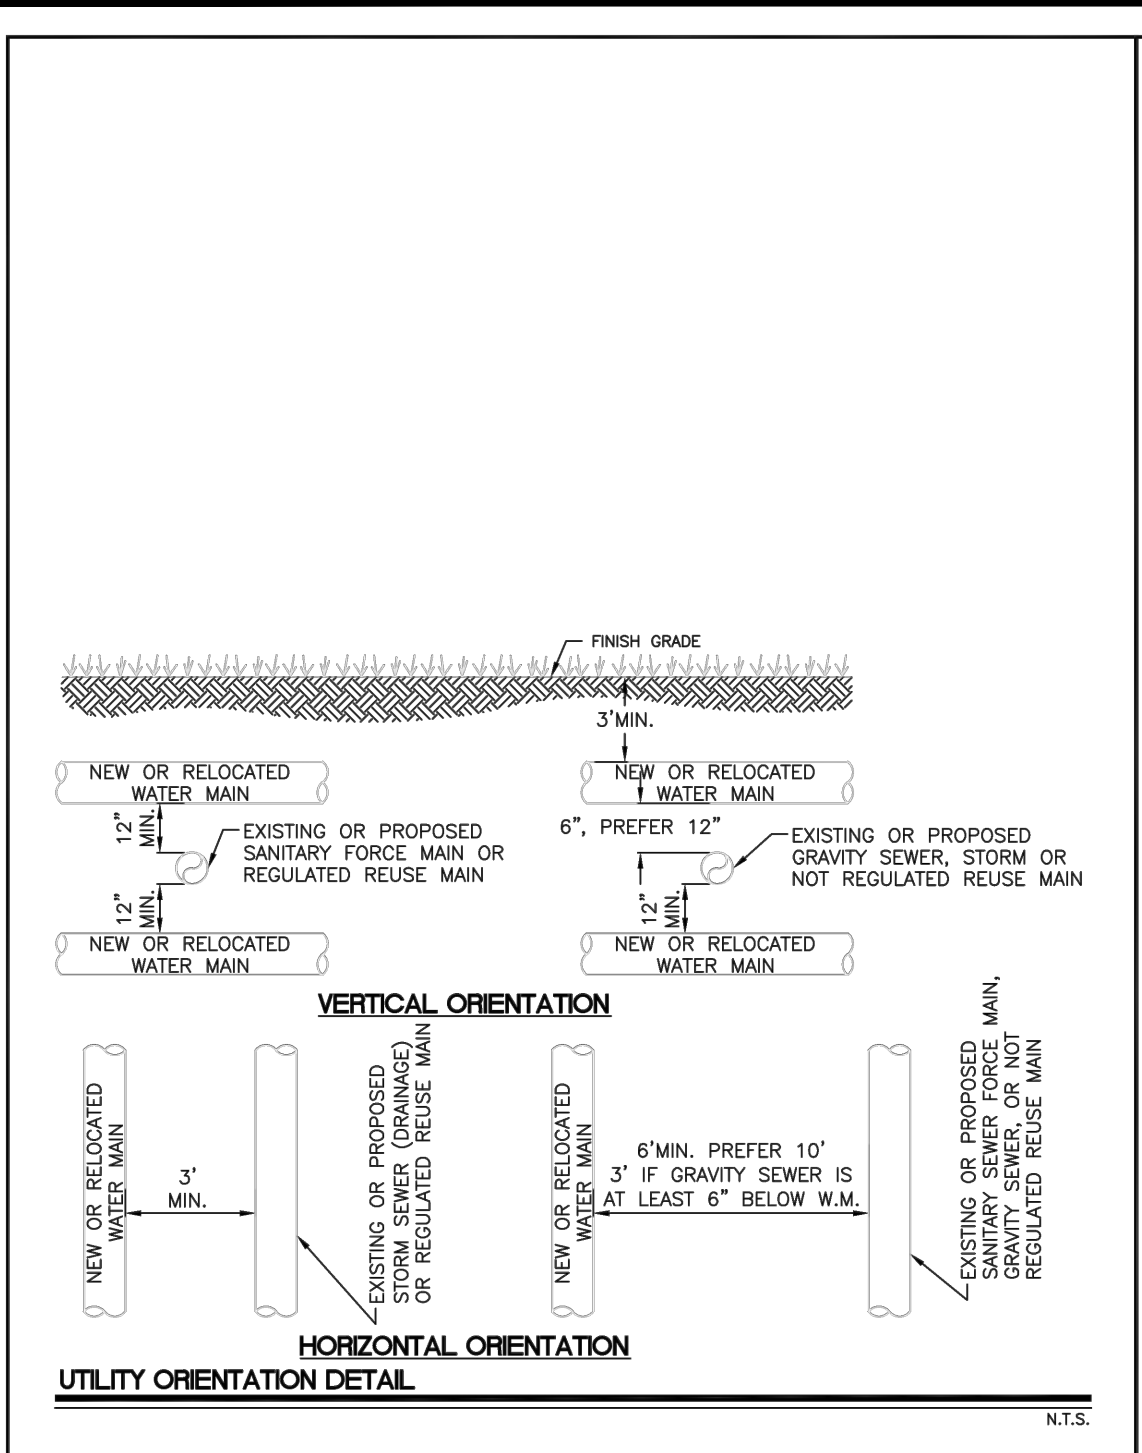 FINISH GRADE
3'MIN.
NEW OR RELOCATED
WATER MAIN
12"
MIN.
EXISTING OR PROPOSED
SANITARY FORCE MAIN OR
REGULATED REUSE MAIN
12"
MIN.
NEW OR RELOCATED
WATER MAIN
NEW OR RELOCATED
WATER MAIN
6", PREFER 12"
EXISTING OR PROPOSED
GRAVITY SEWER, STORM OR
NOT REGULATED REUSE MAIN
12"
MIN.
NEW OR RELOCATED
WATER MAIN
VERTICAL ORIENTATION
NEW OR RELOCATED
WATER MAIN
3'
MIN.
EXISTING OR PROPOSED
STORM SEWER (DRAINAGE)
OR REGULATED REUSE MAIN
NEW OR RELOCATED
WATER MAIN
6'MIN. PREFER 10'
3' IF GRAVITY SEWER IS
AT LEAST 6" BELOW W.M.
EXISTING OR PROPOSED
SANITARY SEWER FORCE MAIN,
GRAVITY SEWER, OR NOT
REGULATED REUSE MAIN
HORIZONTAL ORIENTATION
UTILITY ORIENTATION DETAIL
N.T.S.